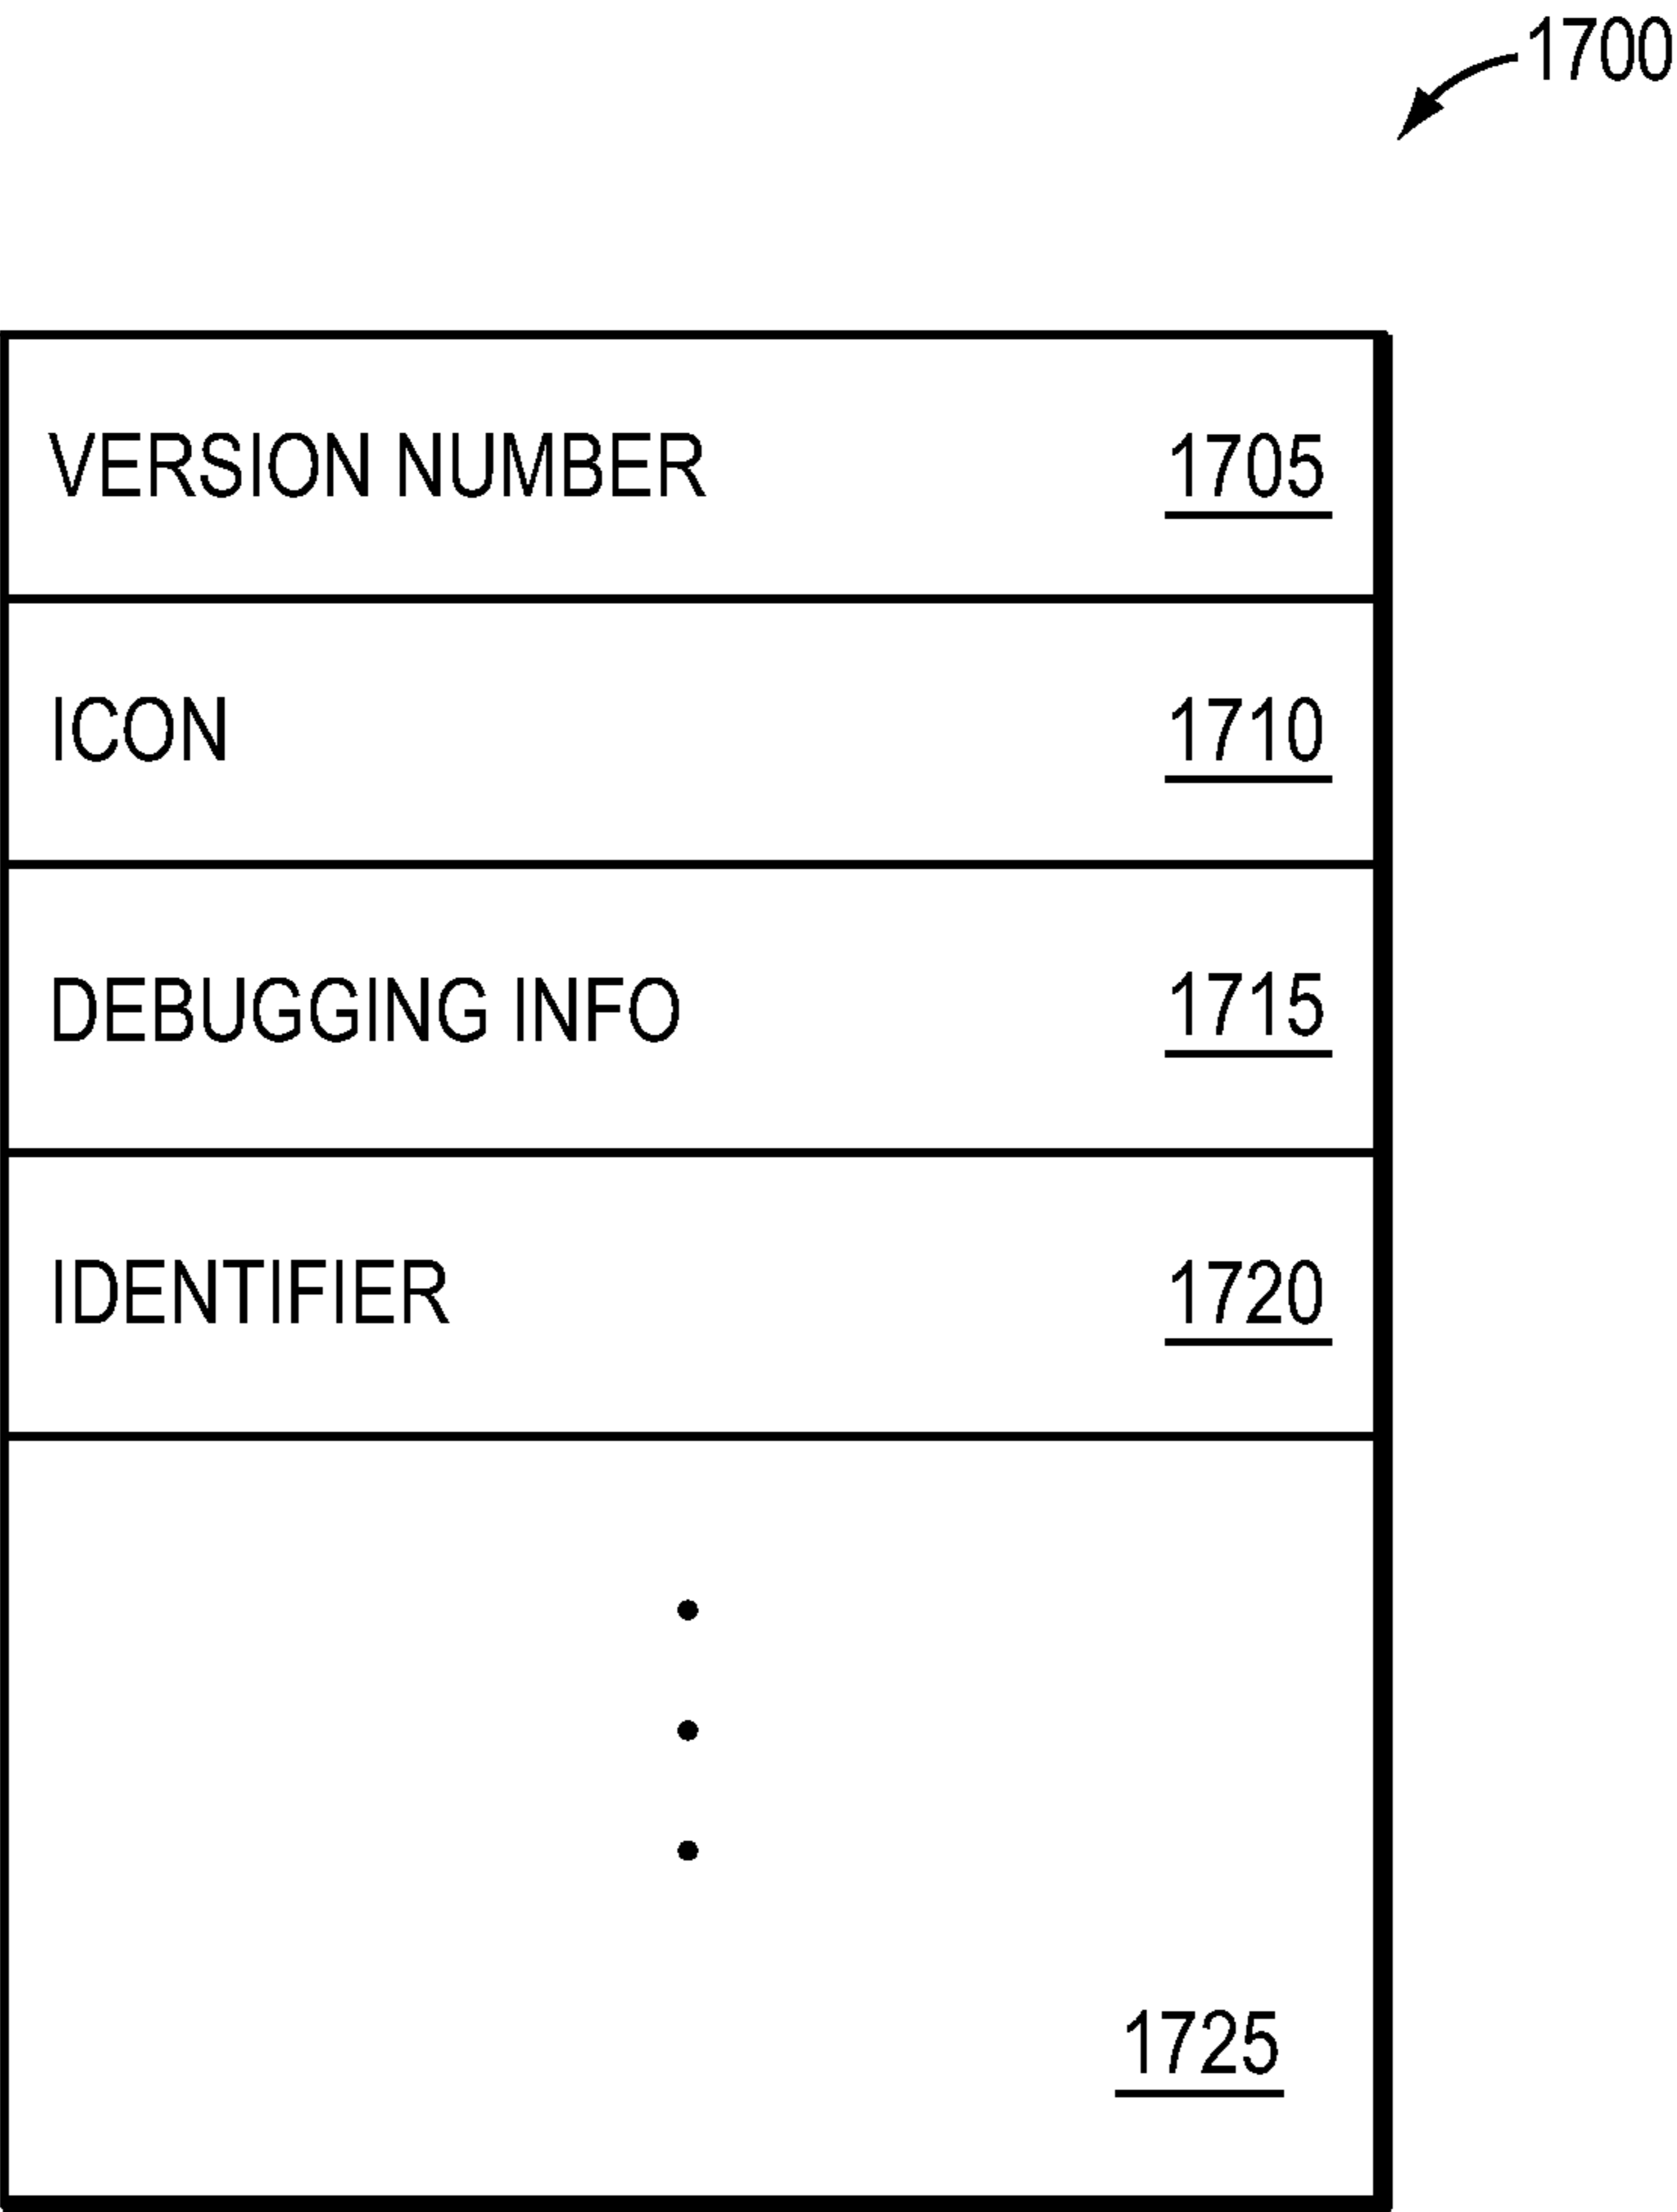 1700
VERSION NUMBER 1705
ICON 1710
DEBUGGING INFO 1715
IDENTIFIER 1720
1725